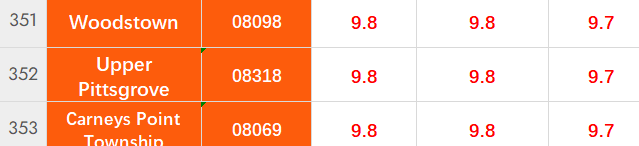 351 Woodstown 08098 9.8 9.8 9.7
352 Upper Pittsgrove 08318 9.8 9.8 9.7
353 Carneys Point Township 08069 9.8 9.8 9.7